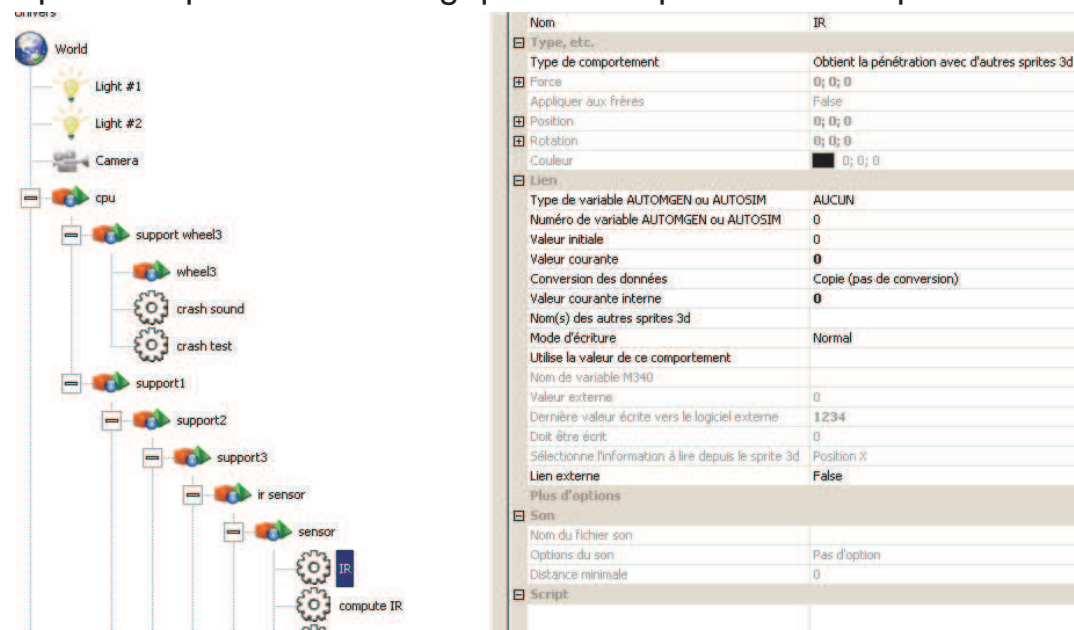 Univers
World
Light #1
Light #2
Camera
cpu
support wheel3
wheel3
crash sound
crash test
support1
support2
support3
ir sensor
sensor
IR
compute IR
Nom IR
Type, etc.
Type de comportement Obtient la pénétration avec d'autres sprites 3d
Force 0; 0; 0
Appliquer aux frères False
Position 0; 0; 0
Rotation 0; 0; 0
Couleur 0; 0; 0
Lien
Type de variable AUTOMGEN ou AUTOSIM AUCUN
Numéro de variable AUTOMGEN ou AUTOSIM 0
Valeur initiale 0
Valeur courante 0
Conversion des données Copie (pas de conversion)
Valeur courante interne 0
Nom(s) des autres sprites 3d
Mode d'écriture Normal
Utilise la valeur de ce comportement
Nom de variable M340
Valeur externe 0
Dernière valeur écrite vers le logiciel externe 1234
Doit être écrit 0
Sélectionne l'information à lire depuis le sprite 3d Position X
Lien externe False
Plus d'options
Son
Nom du fichier son
Options du son Pas d'option
Distance minimale 0
Script